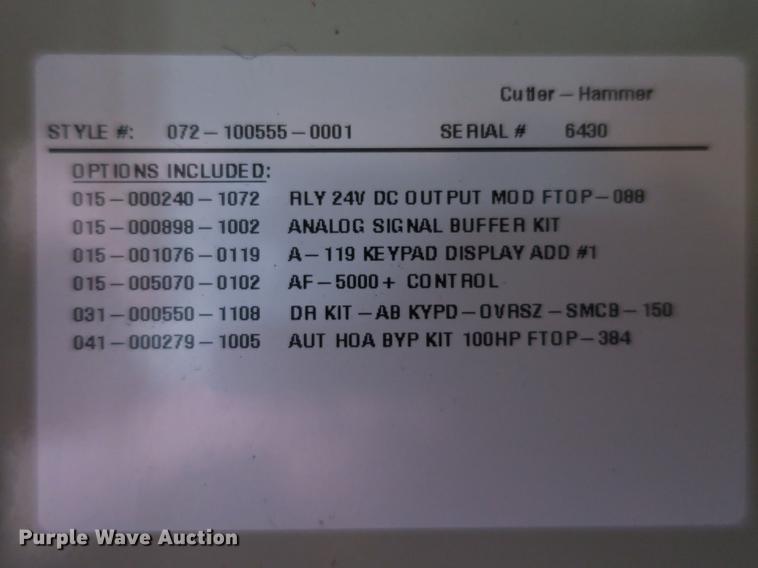 Cutler-Hammer
STYLE #: 072-100555-0001 SERIAL # 6430
OPTIONS INCLUDED:
015-000240-1072 RLY 24V DC OUTPUT MOD FTOP-088
015-000898-1002 ANALOG SIGNAL BUFFER KIT
015-001076-0119 A-119 KEYPAD DISPLAY ADD #1
015-005070-0102 AF-5000+ CONTROL
031-000550-1108 DR KIT-AB KYPD-OVRSZ-SMCB-150
041-000279-1005 AUT HOA BYP KIT 100HP FTOP-384
Purple Wave Auction